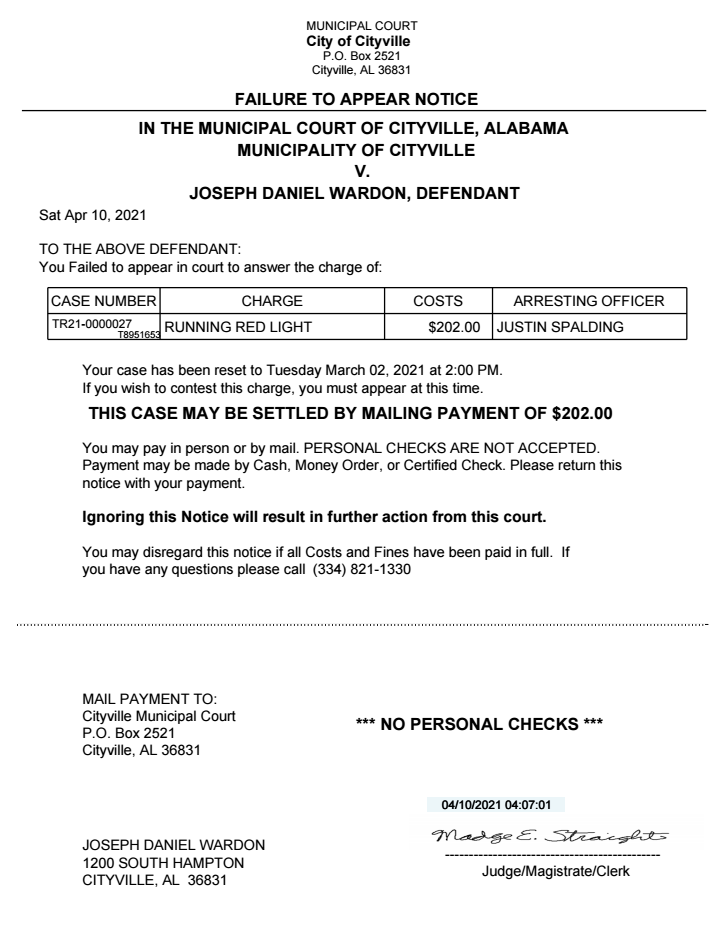 MUNICIPAL COURT
City of Cityville
P.O. Box 2521
Cityville, AL 36831
FAILURE TO APPEAR NOTICE
IN THE MUNICIPAL COURT OF CITYVILLE, ALABAMA
MUNICIPALITY OF CITYVILLE
V.
JOSEPH DANIEL WARDON, DEFENDANT
Sat Apr 10, 2021
TO THE ABOVE DEFENDANT:
You Failed to appear in court to answer the charge of:
CASE NUMBER CHARGE COSTS ARRESTING OFFICER
TR21-0000027 RUNNING RED LIGHT $202.00 JUSTIN SPALDING
T8951653
Your case has been reset to Tuesday March 02, 2021 at 2:00 PM.
If you wish to contest this charge, you must appear at this time.
THIS CASE MAY BE SETTLED BY MAILING PAYMENT OF $202.00
You may pay in person or by mail. PERSONAL CHECKS ARE NOT ACCEPTED.
Payment may be made by Cash, Money Order, or Certified Check. Please return this
notice with your payment.
Ignoring this Notice will result in further action from this court.
You may disregard this notice if all Costs and Fines have been paid in full. If
you have any questions please call (334) 821-1330
MAIL PAYMENT TO:
Cityville Municipal Court
P.O. Box 2521
Cityville, AL 36831
*** NO PERSONAL CHECKS ***
04/10/2021 04:07:01
Madge E. Straight
Judge/Magistrate/Clerk
JOSEPH DANIEL WARDON
1200 SOUTH HAMPTON
CITYVILLE, AL 36831